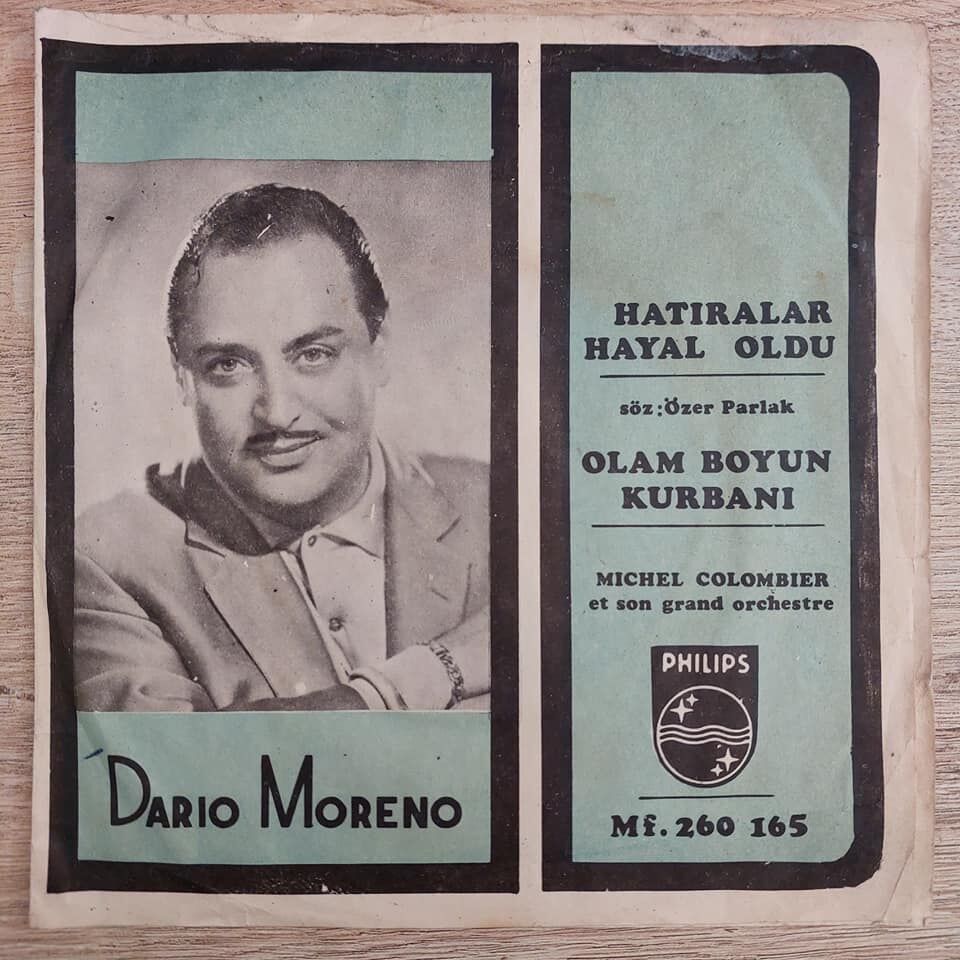 DARIO MORENO
HATIRALAR
HAYAL OLDU
söz:Özer Parlak
OLAM BOYUN
KURBANI
MICHEL COLOMBIER
et son grand orchestre
PHILIPS
Mf. 260 165